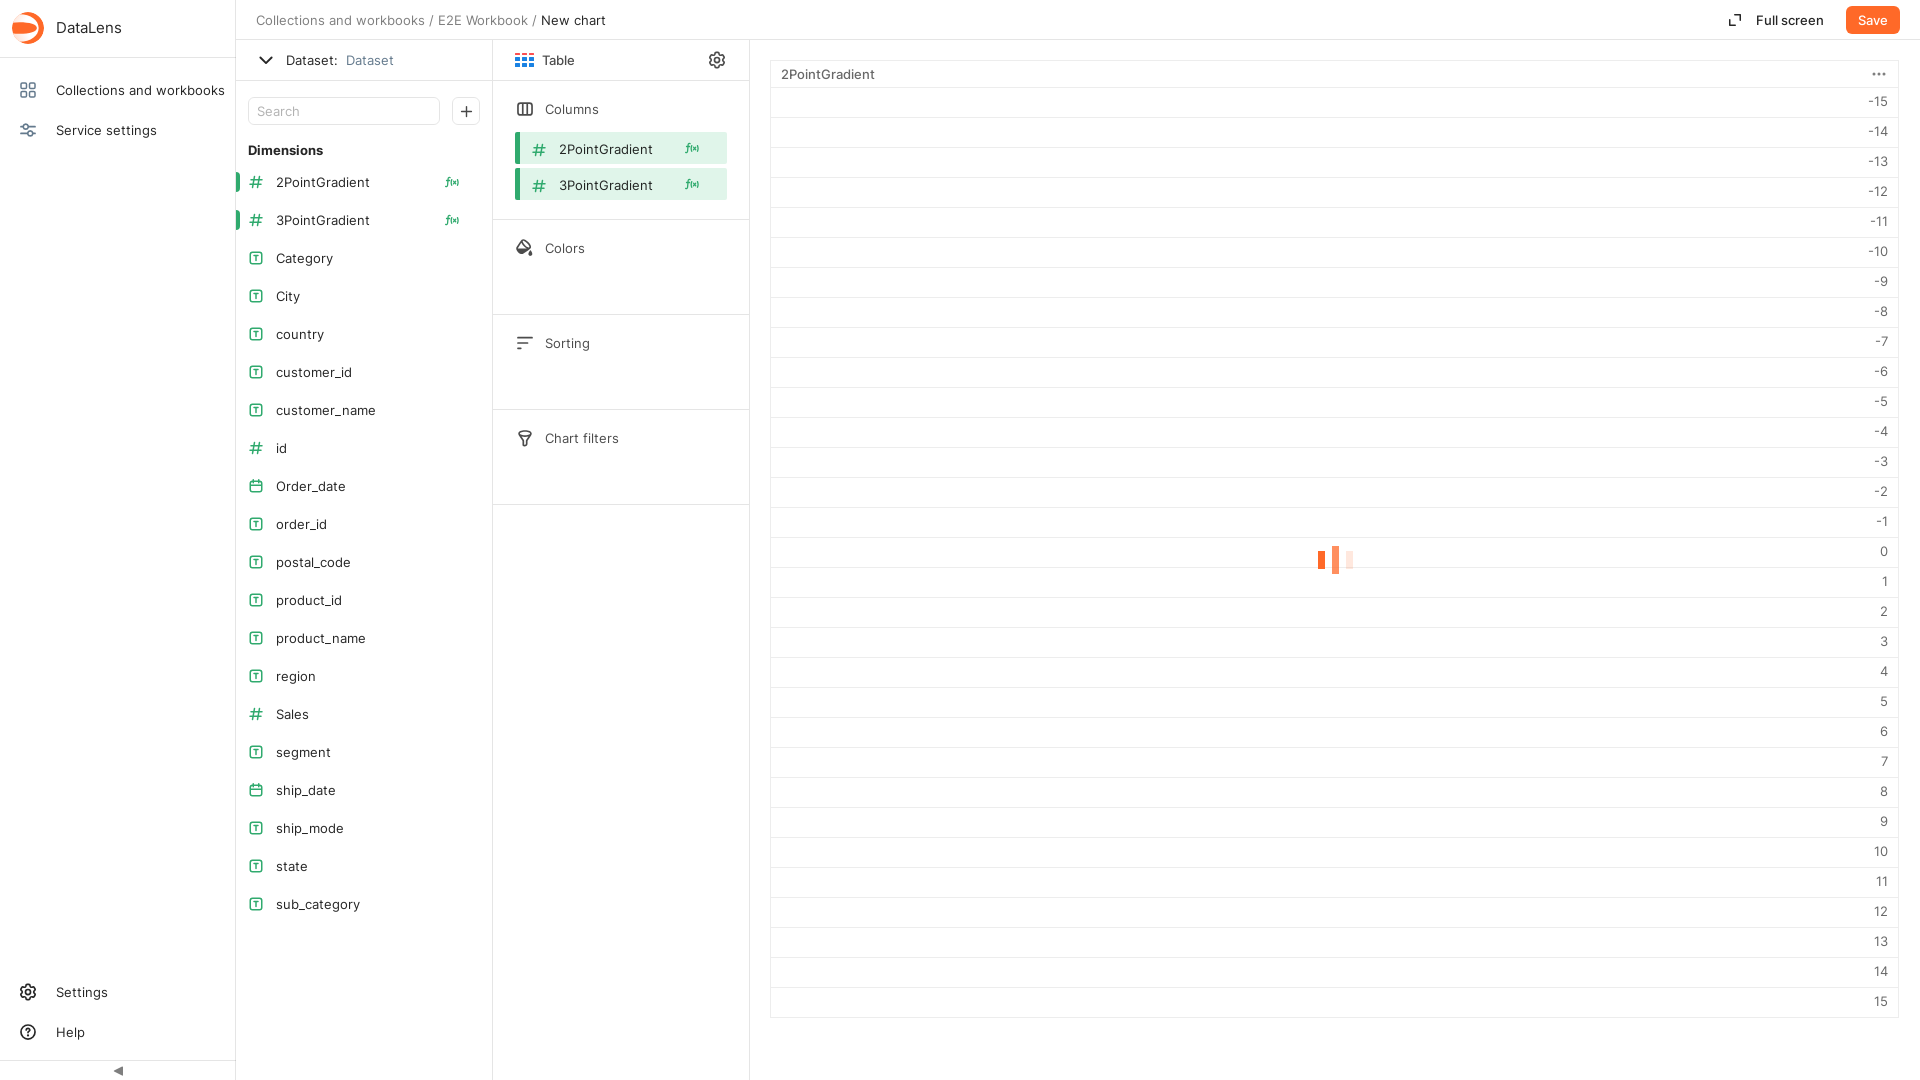 DataLens
Collections and workbooks
Service settings
Settings
Help
Collections and workbooks / E2E Workbook / New chart
Full screen
Save
Dataset: Dataset
Search
Dimensions
2PointGradient
3PointGradient
Category
City
country
customer_id
customer_name
id
Order_date
order_id
postal_code
product_id
product_name
region
Sales
segment
ship_date
ship_mode
state
sub_category
Table
Columns
2PointGradient
3PointGradient
Colors
Sorting
Chart filters
2PointGradient
-15
-14
-13
-12
-11
-10
-9
-8
-7
-6
-5
-4
-3
-2
-1
0
1
2
3
4
5
6
7
8
9
10
11
12
13
14
15